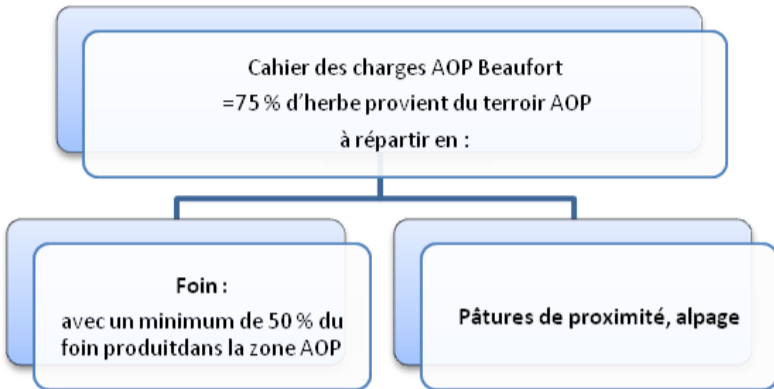 Cahier des charges AOP Beaufort
=75 % d'herbe provient du terroir AOP
à répartir en :
Foin :
avec un minimum de 50 % du
foin produitdans la zone AOP
Pâtures de proximité, alpage